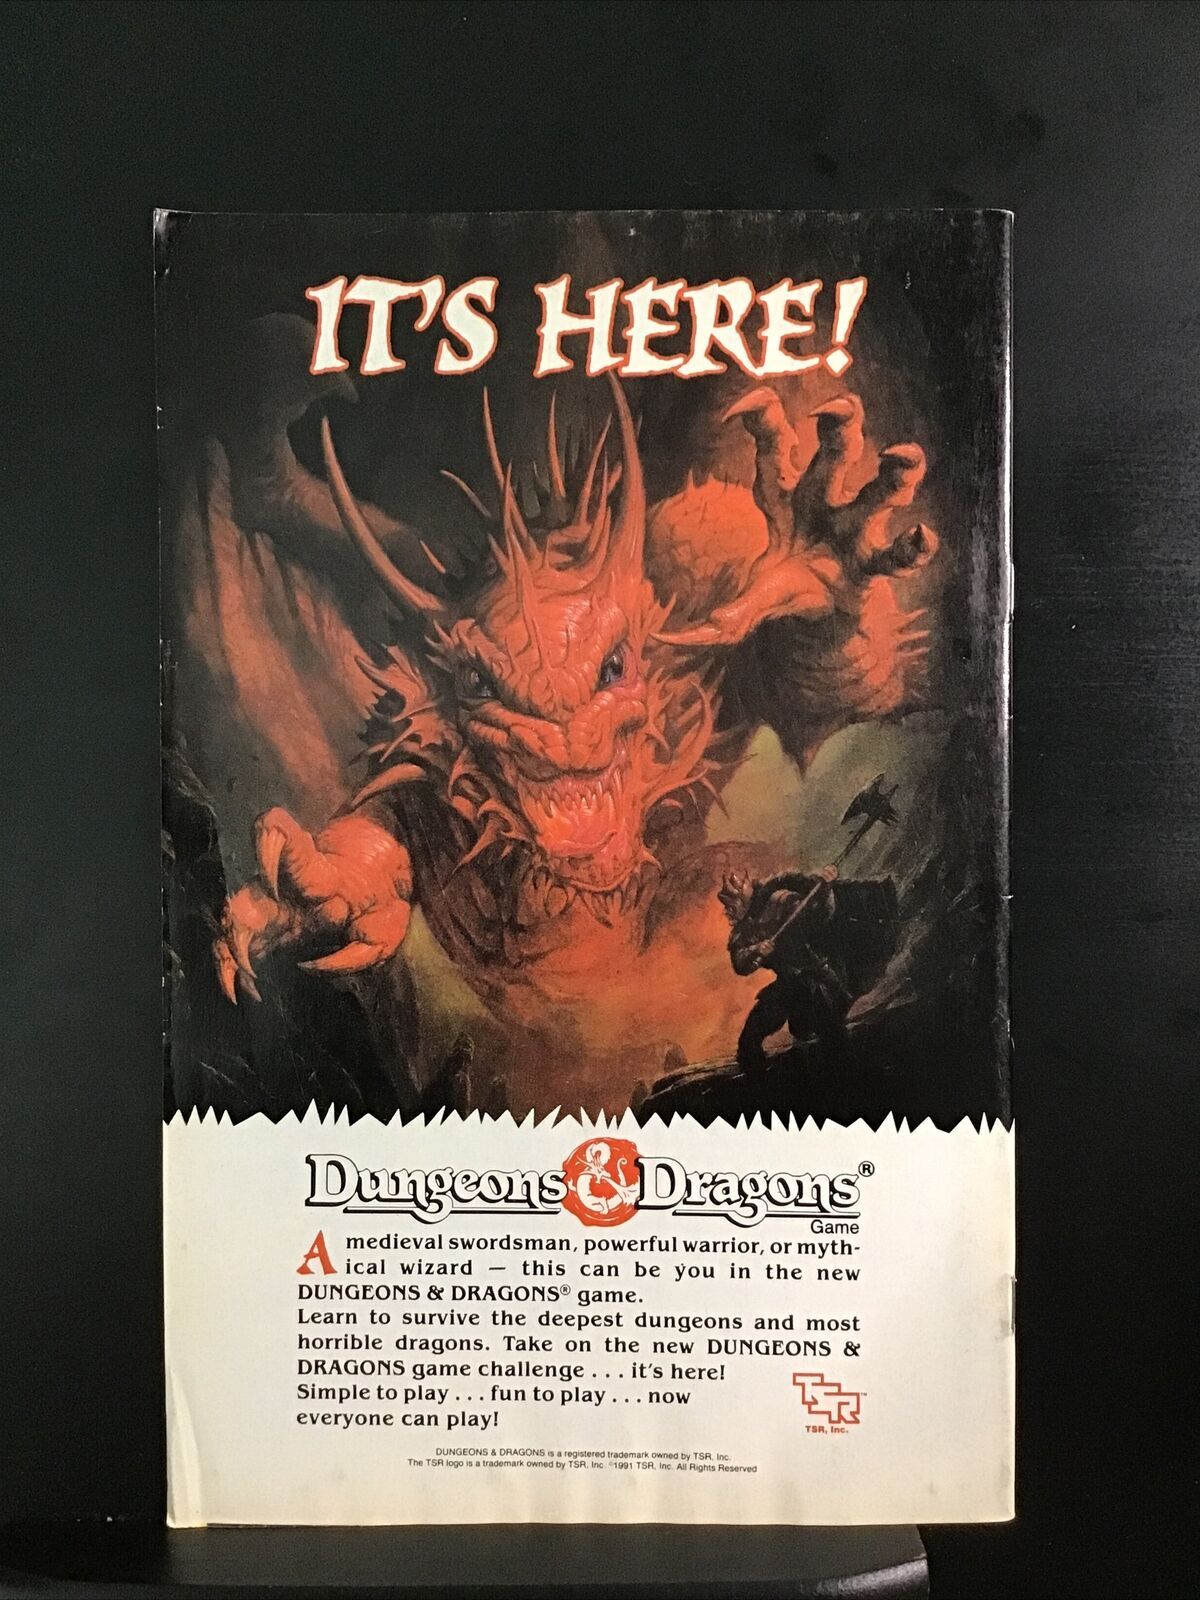 IT'S HERE!
Dungeons & Dragons®
Game
A medieval swordsman, powerful warrior, or myth-
ical wizard — this can be you in the new
DUNGEONS & DRAGONS® game.
Learn to survive the deepest dungeons and most
horrible dragons. Take on the new DUNGEONS &
DRAGONS game challenge . . . it's here!
Simple to play . . . fun to play . . . now
everyone can play!
TSR™
TSR, Inc.
DUNGEONS & DRAGONS is a registered trademark owned by TSR, Inc.
The TSR logo is a trademark owned by TSR, Inc. ©1991 TSR, Inc. All Rights Reserved